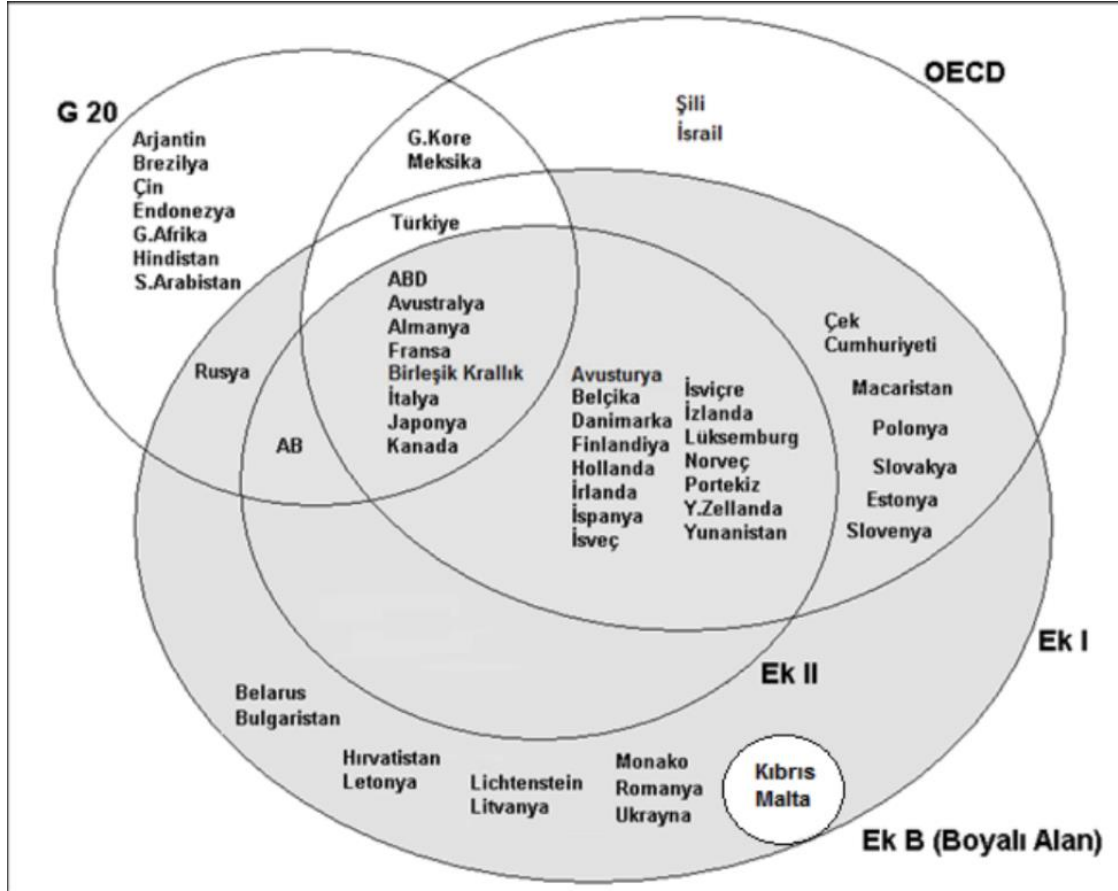 G 20
OECD
Arjantin
Brezilya
Çin
Endonezya
G.Afrika
Hindistan
S.Arabistan
G.Kore
Meksika
Şili
İsrail
Türkiye
ABD
Avustralya
Almanya
Fransa
Birleşik Krallık
İtalya
Japonya
Kanada
Rusya
AB
Avusturya
Belçika
Danimarka
Finlandiya
Hollanda
İrlanda
İspanya
İsveç
İsviçre
İzlanda
Lüksemburg
Norveç
Portekiz
Y.Zellanda
Yunanistan
Çek
Cumhuriyeti
Macaristan
Polonya
Slovakya
Estonya
Slovenya
Ek I
Ek II
Belarus
Bulgaristan
Hırvatistan
Letonya
Lichtenstein
Litvanya
Monako
Romanya
Ukrayna
Kıbrıs
Malta
Ek B (Boyalı Alan)